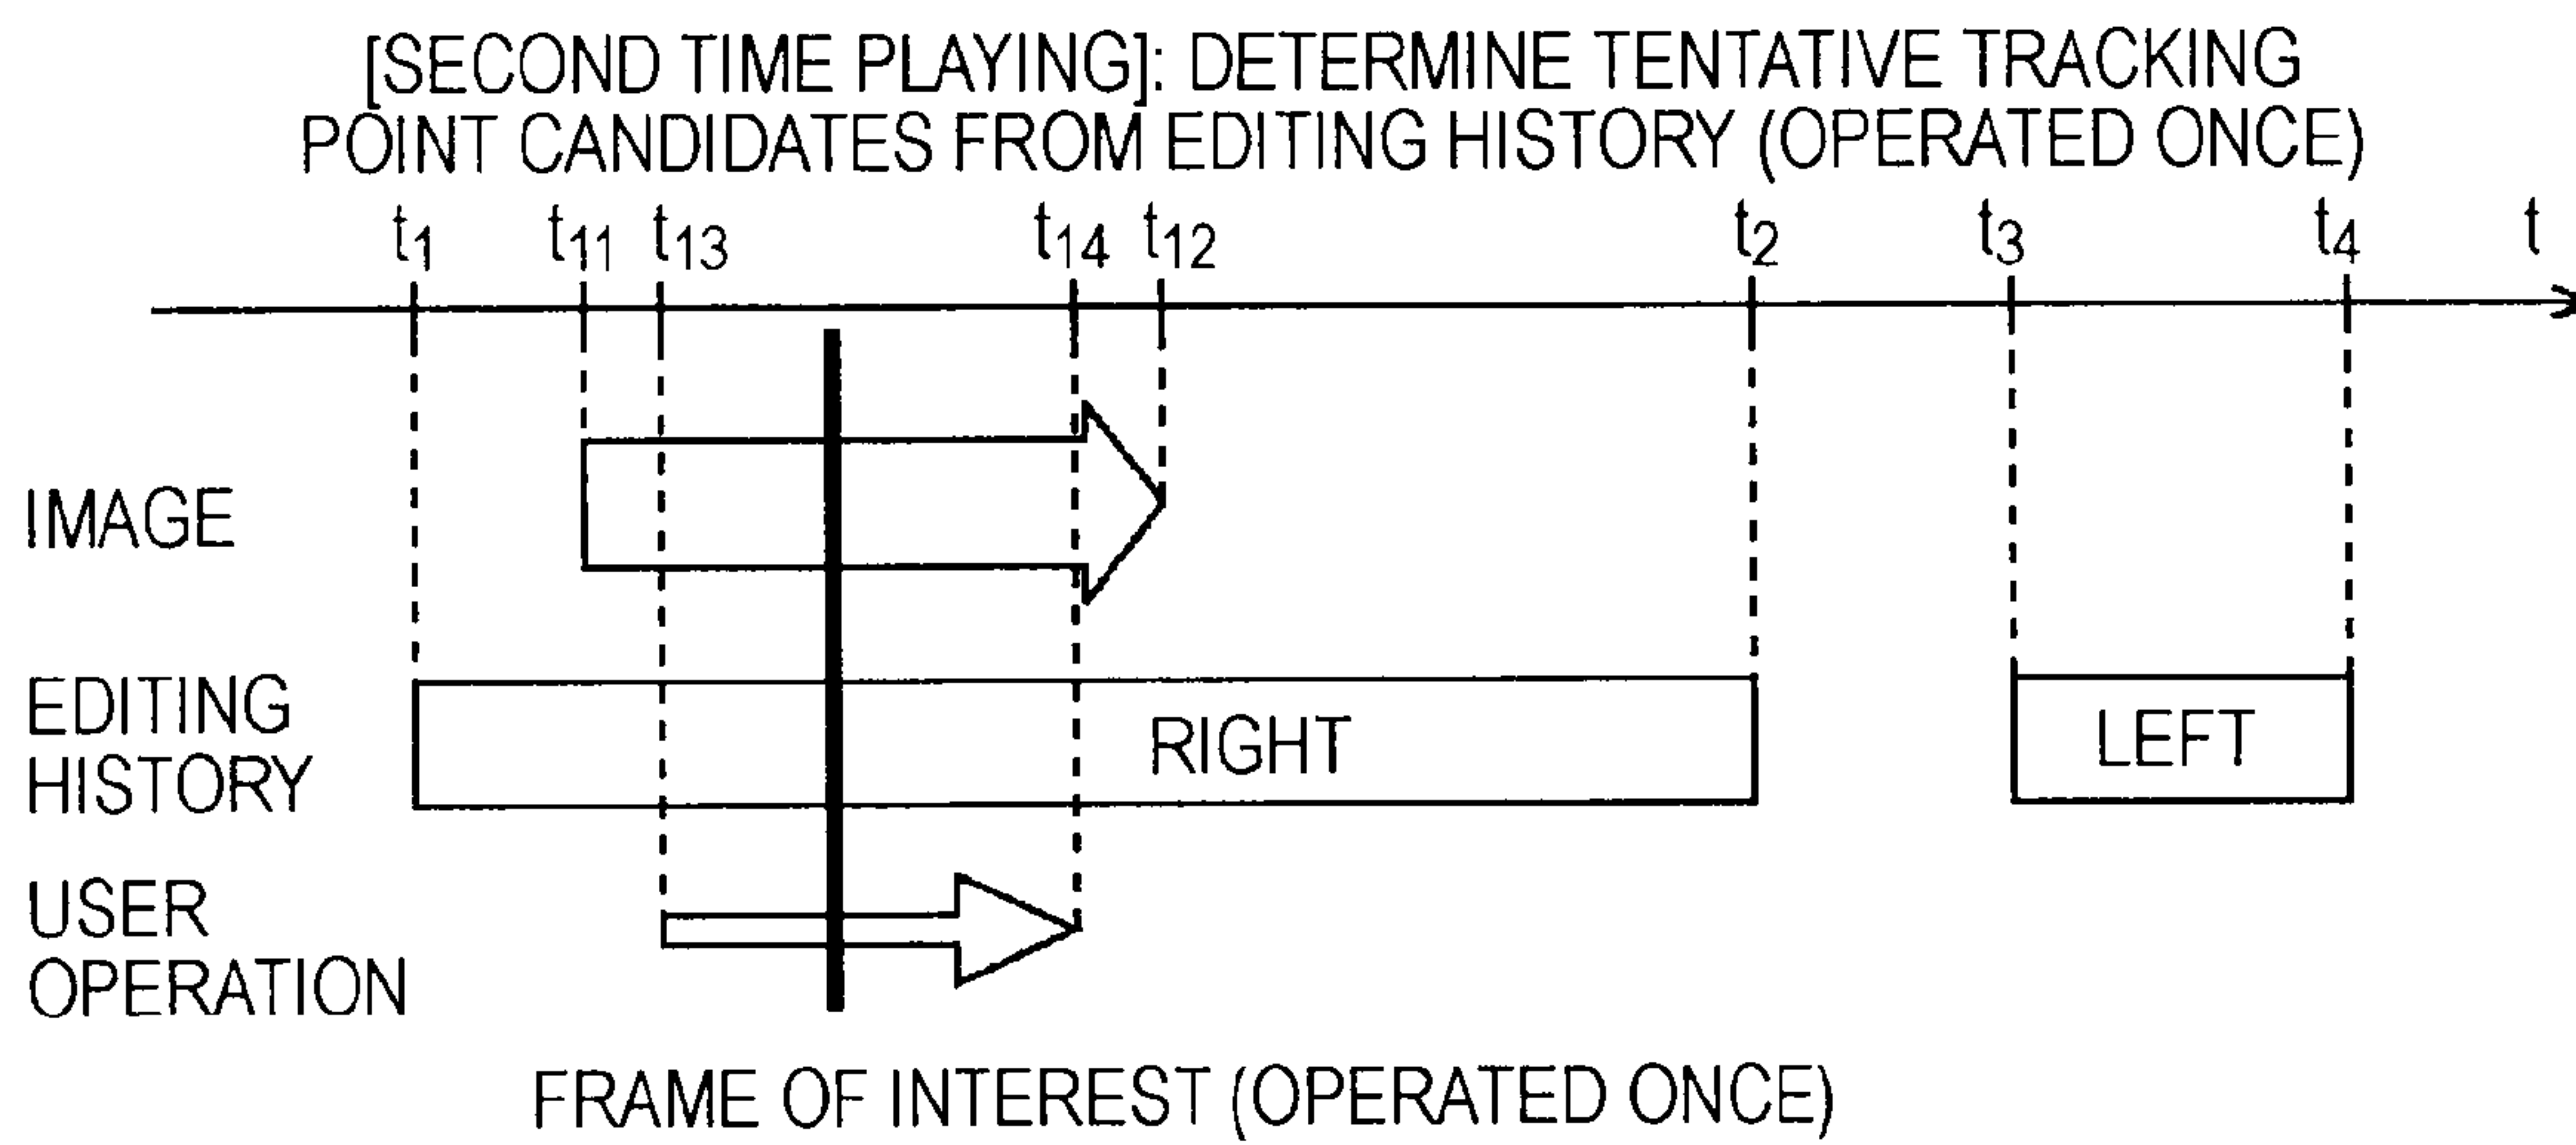 [SECOND TIME PLAYING]: DETERMINE TENTATIVE TRACKING
POINT CANDIDATES FROM EDITING HISTORY (OPERATED ONCE)
t1 t11 t13 t14 t12 t2 t3 t4 t
IMAGE
EDITING
HISTORY
RIGHT
LEFT
USER
OPERATION
FRAME OF INTEREST (OPERATED ONCE)